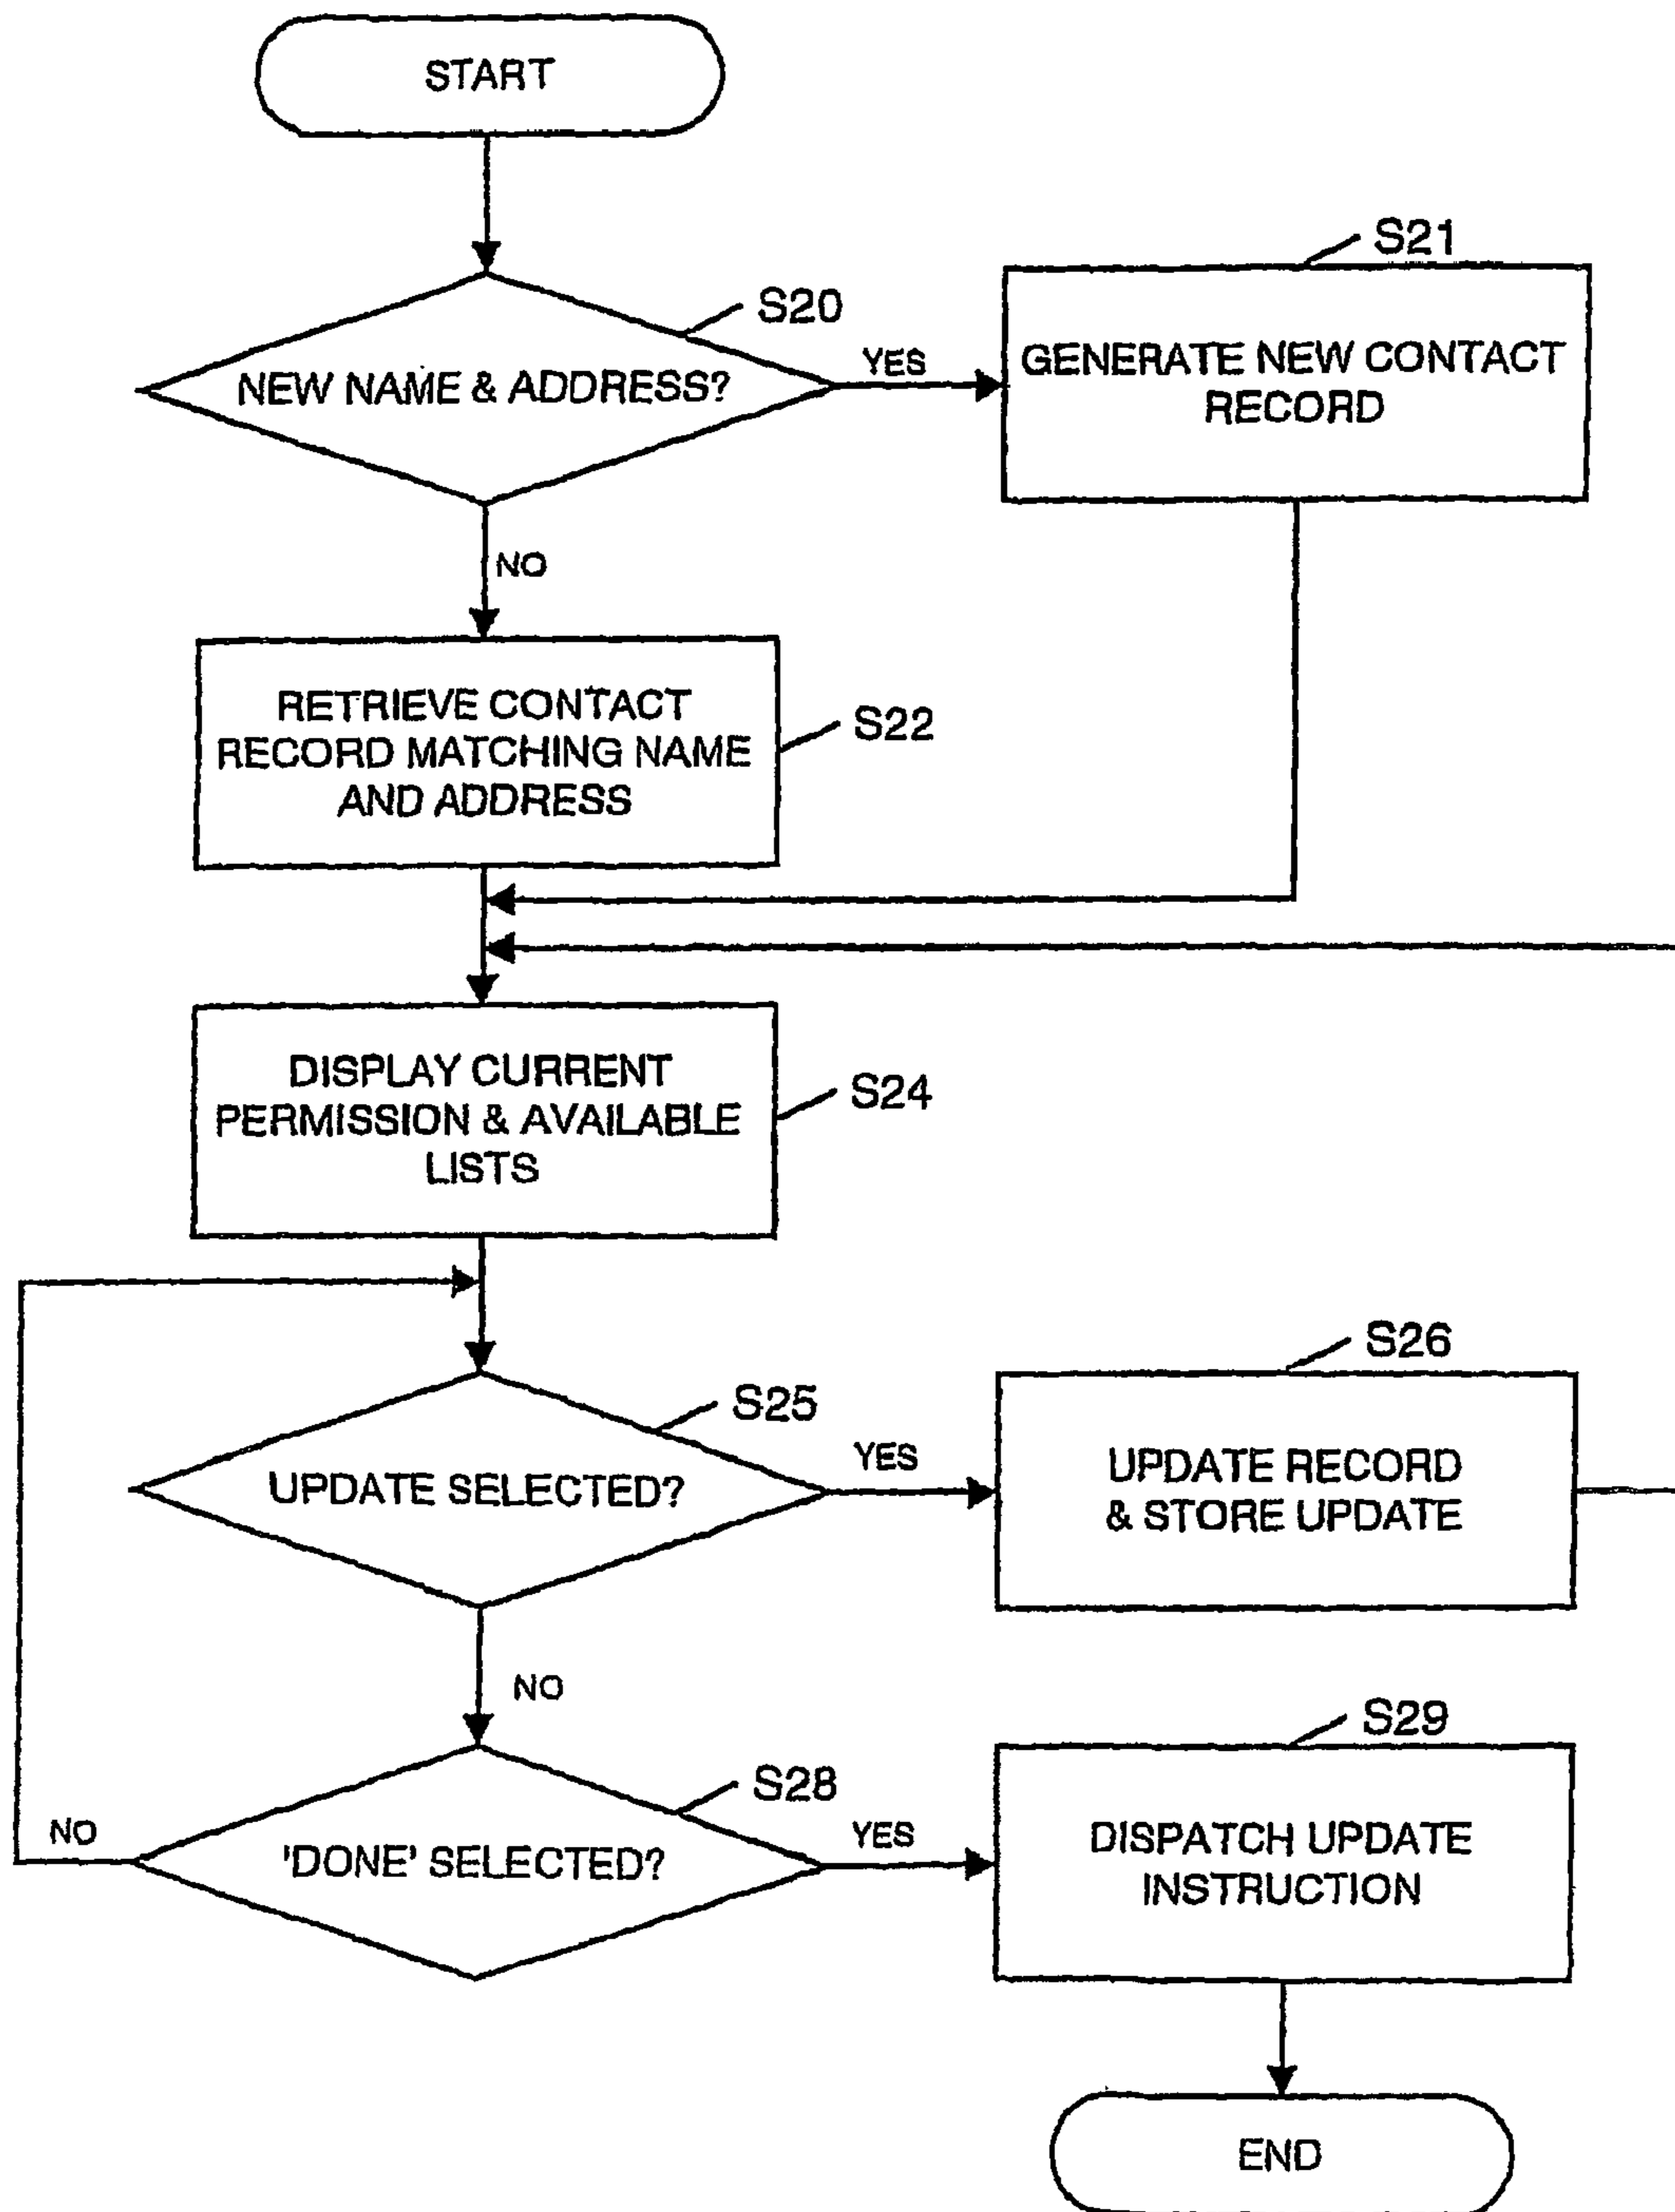 START
S20
NEW NAME & ADDRESS?
YES
S21
GENERATE NEW CONTACT
RECORD
NO
RETRIEVE CONTACT
RECORD MATCHING NAME
AND ADDRESS
S22
DISPLAY CURRENT
PERMISSION & AVAILABLE
LISTS
S24
S25
UPDATE SELECTED?
YES
S26
UPDATE RECORD
& STORE UPDATE
NO
S28
'DONE' SELECTED?
NO
YES
S29
DISPATCH UPDATE
INSTRUCTION
END